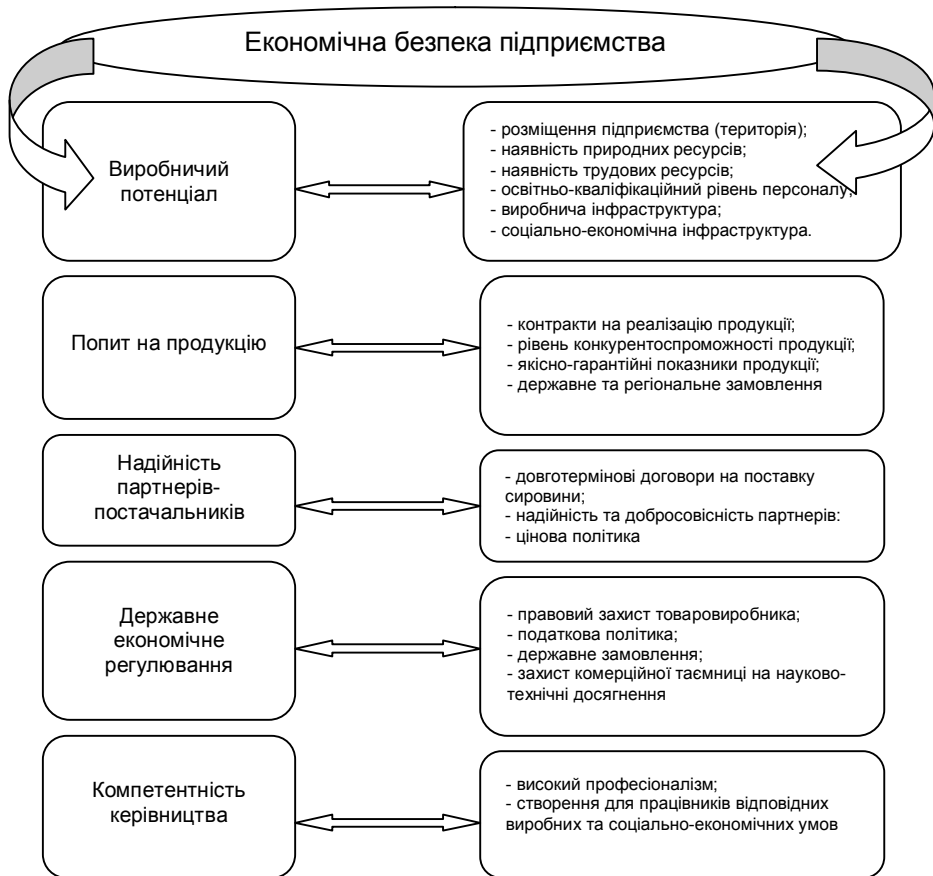 Економічна безпека підприємства
Виробничий
потенціал
- розміщення підприємства (територія);
- наявність природних ресурсів;
- наявність трудових ресурсів;
- освітньо-кваліфікаційний рівень персоналу;
- виробнича інфраструктура;
- соціально-економічна інфраструктура.
Попит на продукцію
- контракти на реалізацію продукції;
- рівень конкурентоспроможності продукції;
- якісно-гарантійні показники продукції;
- державне та регіональне замовлення
Надійність
партнерів-
постачальників
- довготермінові договори на поставку
сировини;
- надійність та добросовісність партнерів:
- цінова політика
Державне
економічне
регулювання
- правовий захист товаровиробника;
- податкова політика;
- державне замовлення;
- захист комерційної таємниці на науково-
технічні досягнення
Компетентність
керівництва
- високий професіоналізм;
- створення для працівників відповідних
виробних та соціально-економічних умов